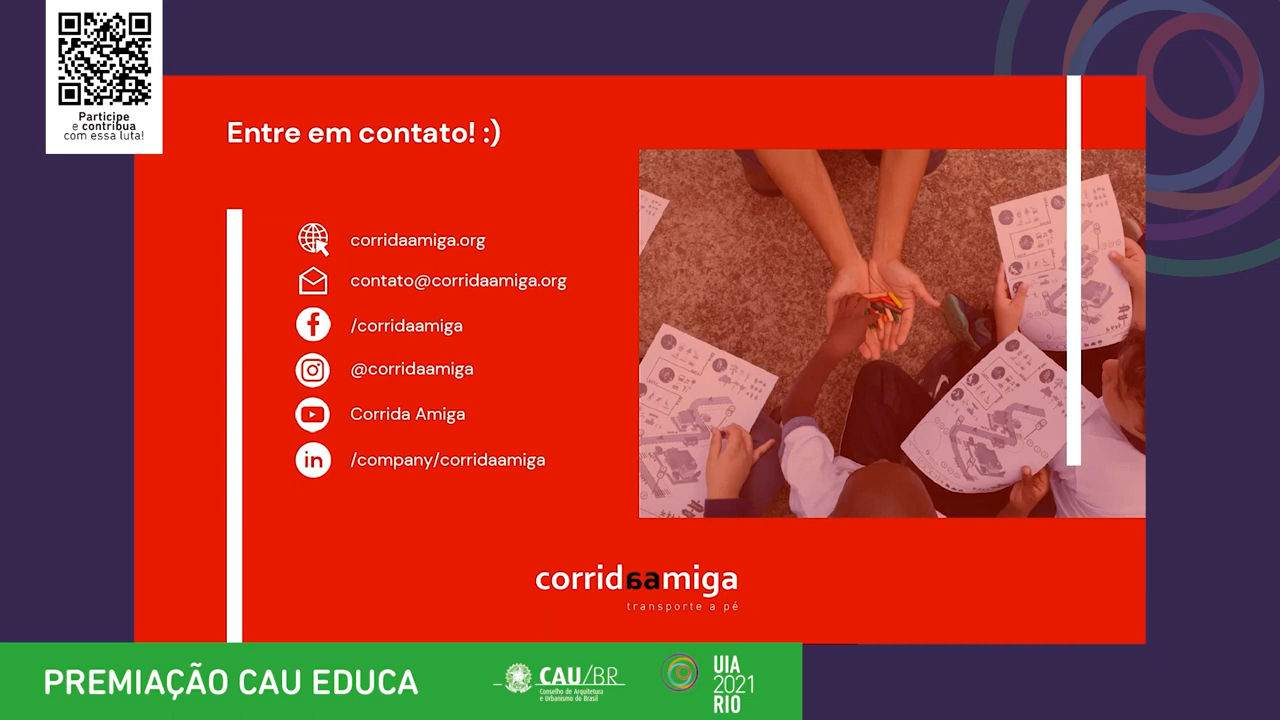 Participe
e contribua
com essa luta!
Entre em contato! :)
corridaamiga.org
contato@corridaamiga.org
/corridaamiga
@corridaamiga
Corrida Amiga
in /company/corridaamiga
corridaamiga
transporte a pé
PREMIAÇÃO CAU EDUCA
CAU/BR
Conselho de Arquitetura
e Urbanismo do Brasil
UIA
2021
RIO